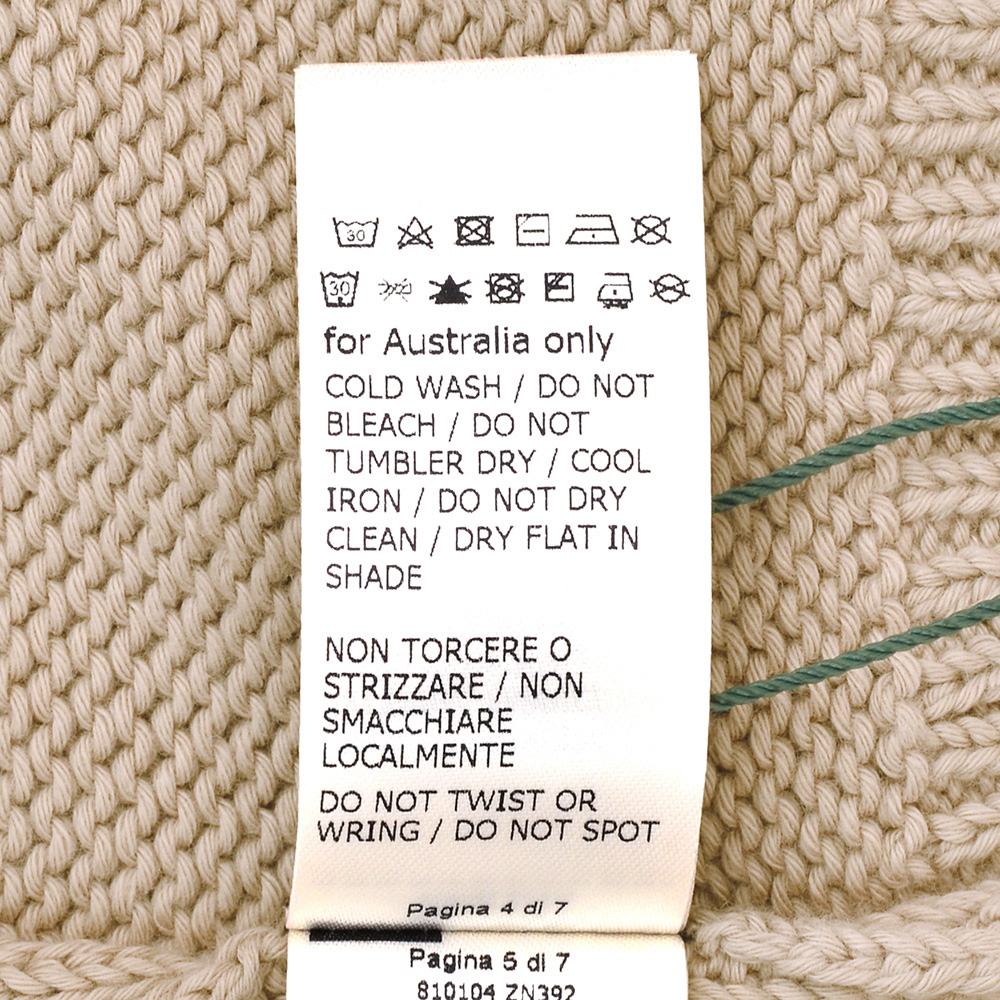 30
30
for Australia only
COLD WASH / DO NOT
BLEACH / DO NOT
TUMBLER DRY / COOL
IRON / DO NOT DRY
CLEAN / DRY FLAT IN
SHADE
NON TORCERE O
STRIZZARE / NON
SMACCHIARE
LOCALMENTE
DO NOT TWIST OR
WRING / DO NOT SPOT
Pagina 4 di 7
Pagina 5 di 7
810104 ZN392